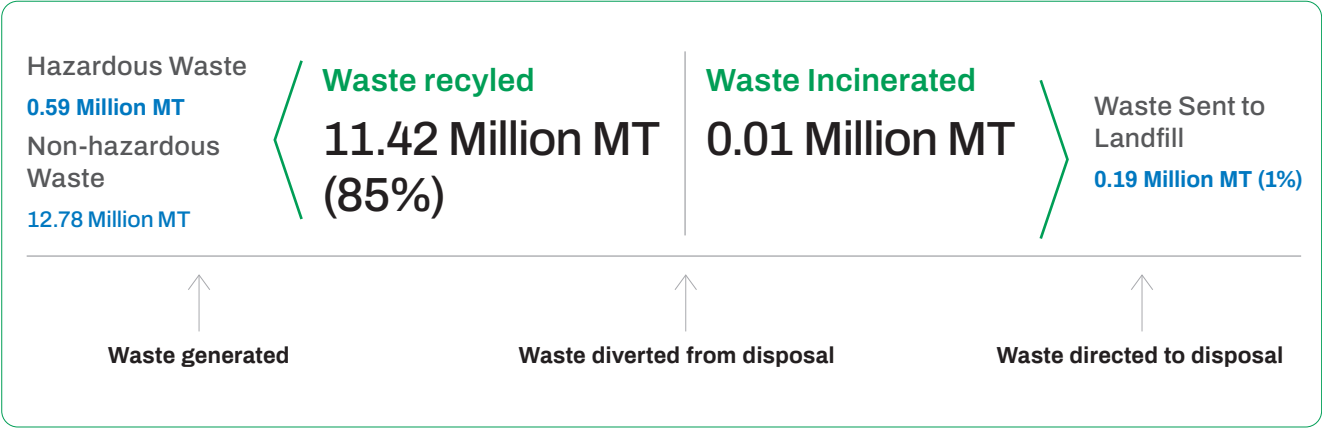 Hazardous Waste
0.59 Million MT
Non-hazardous
Waste
12.78 Million MT
Waste recyled
11.42 Million MT
(85%)
Waste Incinerated
0.01 Million MT
Waste Sent to
Landfill
0.19 Million MT (1%)
Waste generated
Waste diverted from disposal
Waste directed to disposal